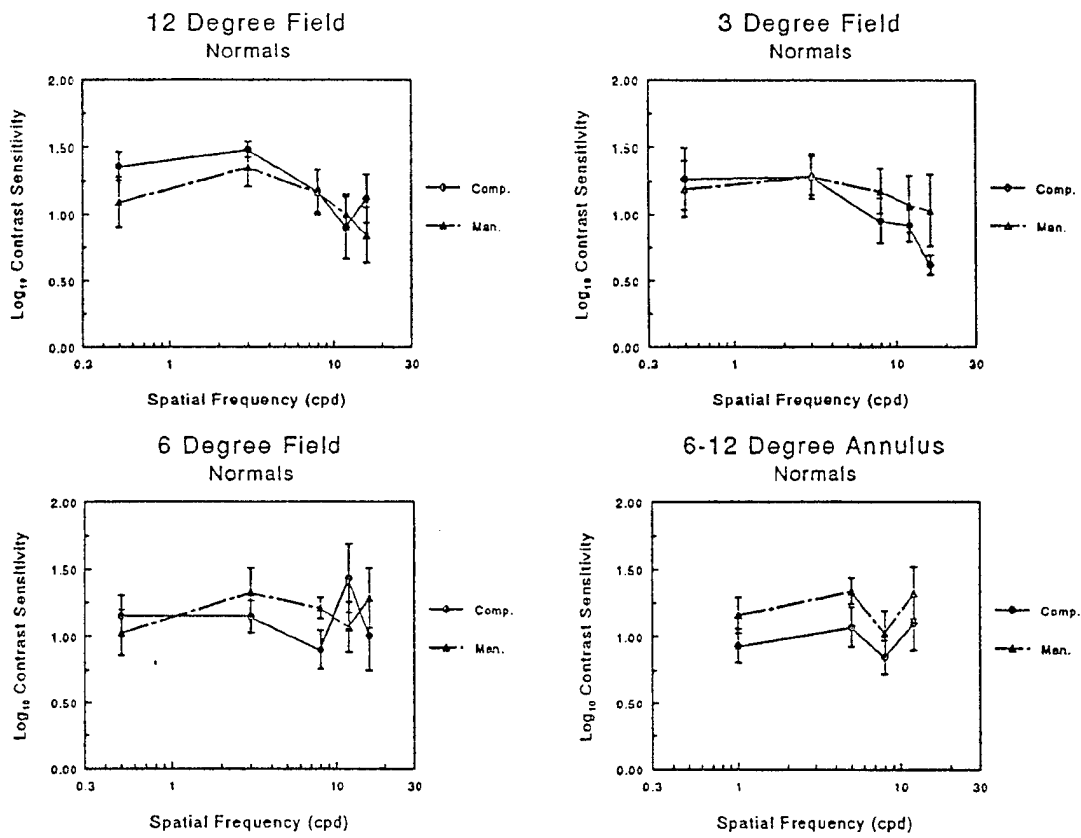 12 Degree Field
Normals
2.00
1.50
1.00
0.50
0.00
Log₁₀ Contrast Sensitivity
0.3
1
10
30
Spatial Frequency (cpd)
Comp.
Man.
3 Degree Field
Normals
2.00
1.50
1.00
0.50
0.00
Log₁₀ Contrast Sensitivity
0.3
1
10
30
Spatial Frequency (cpd)
Comp.
Man.
6 Degree Field
Normals
2.00
1.50
1.00
0.50
0.00
Log₁₀ Contrast Sensitivity
0.3
1
10
30
Spatial Frequency (cpd)
Comp.
Man.
6-12 Degree Annulus
Normals
2.00
1.50
1.00
0.50
0.00
Log₁₀ Contrast Sensitivity
0.3
1
10
30
Spatial Frequency (cpd)
Comp.
Man.